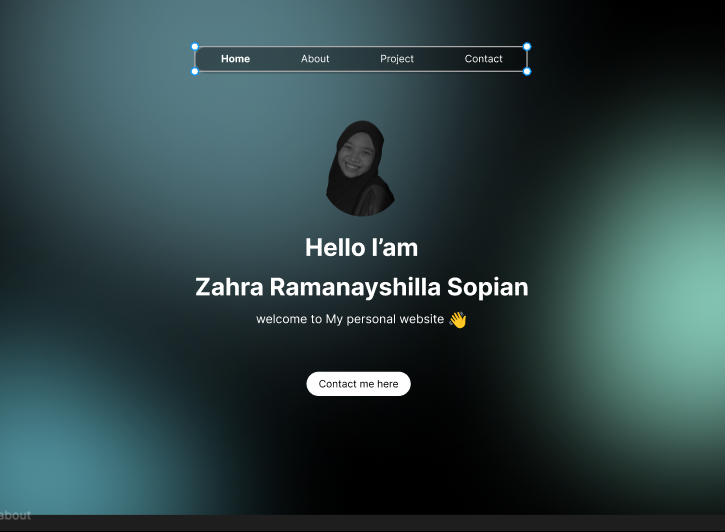 Home About Project Contact
Hello I’am
Zahra Ramanayshilla Sopian
welcome to My personal website 👋
Contact me here
about